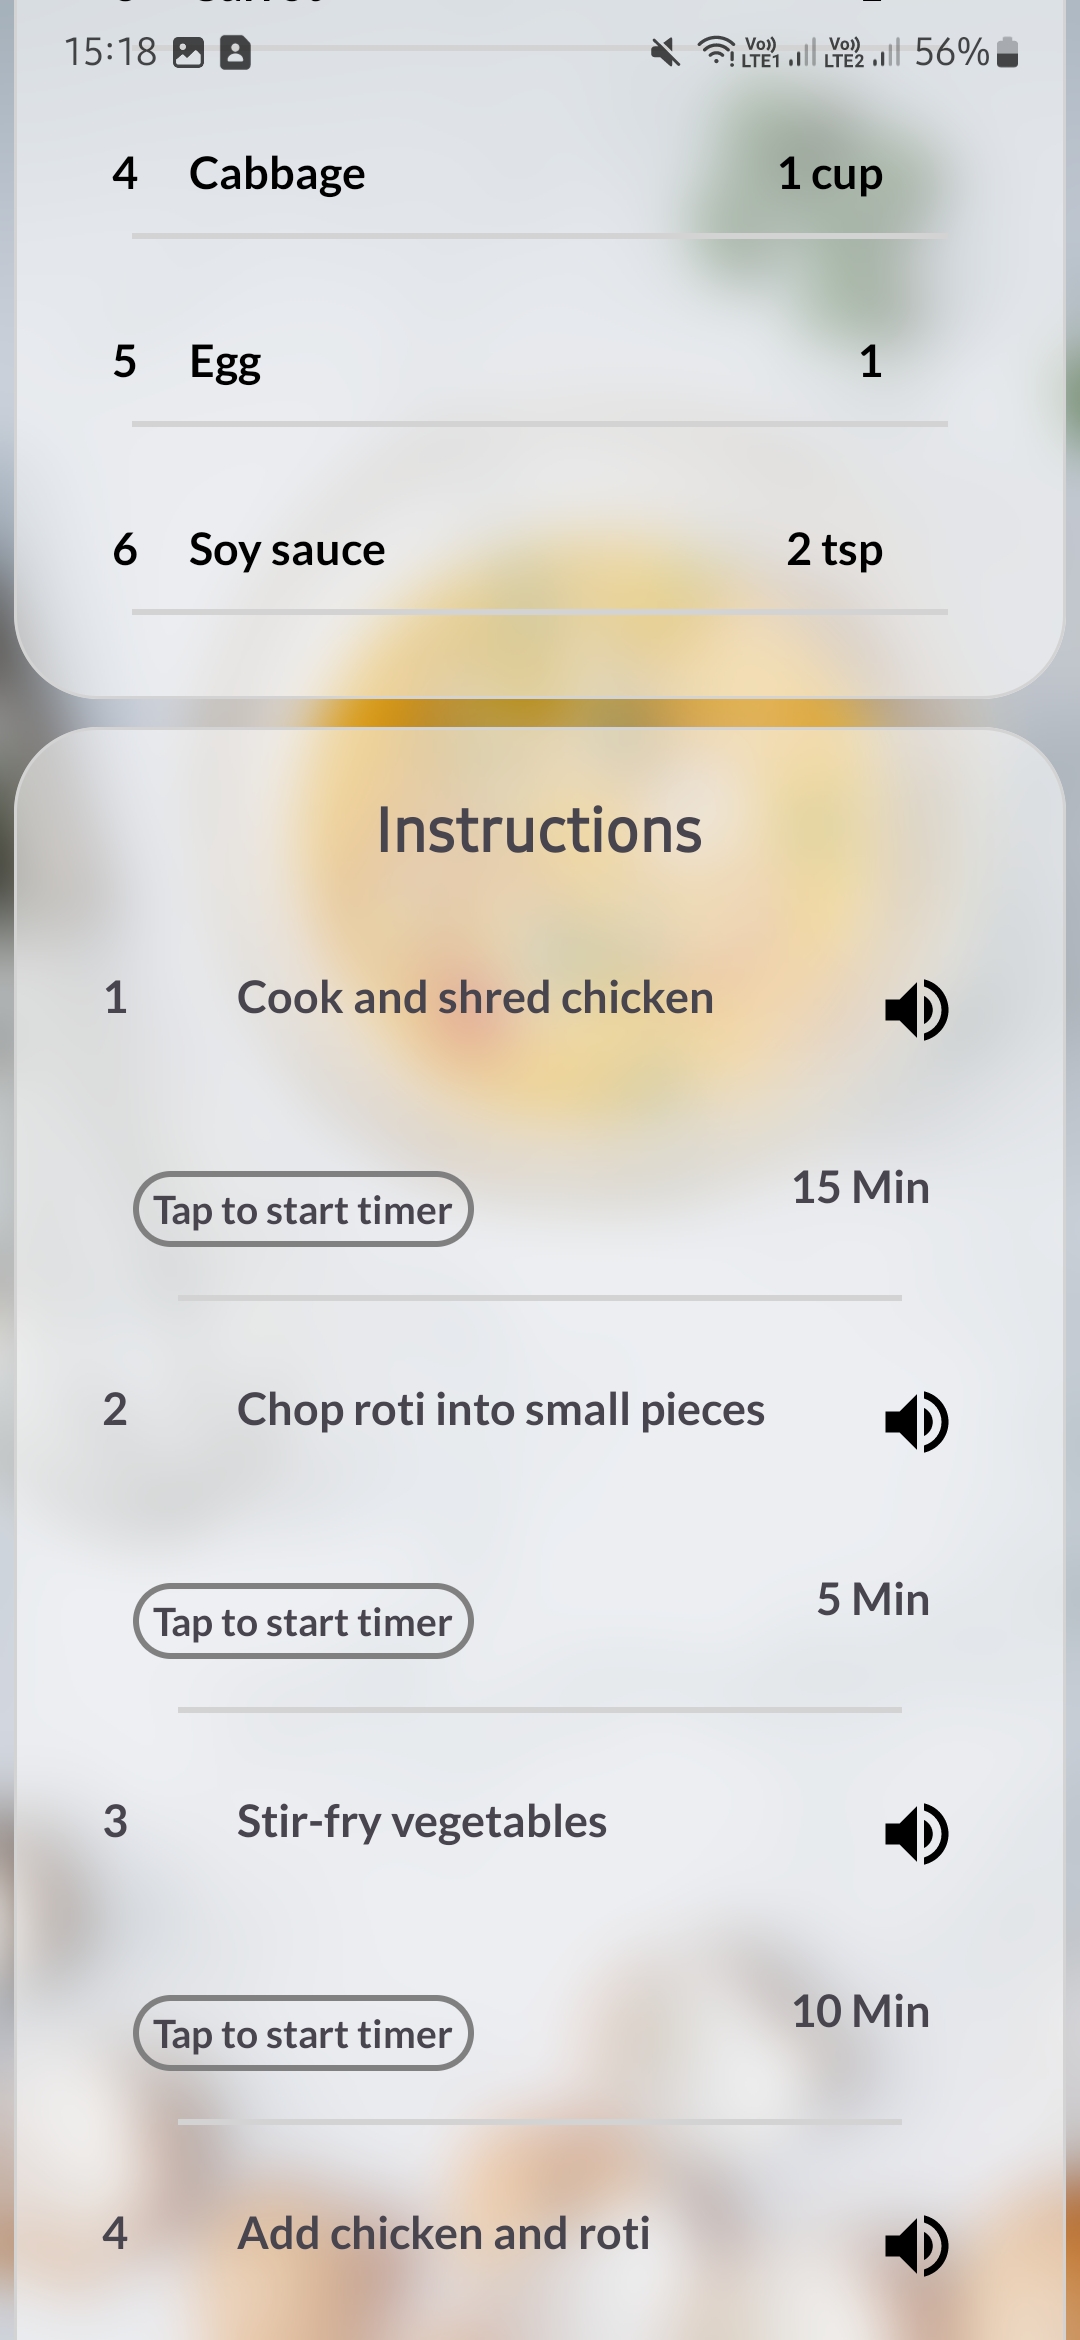 15:18 Vo)) LTE1 Vo)) LTE2 56%
4 Cabbage 1 cup
5 Egg 1
6 Soy sauce 2 tsp
Instructions
1 Cook and shred chicken
Tap to start timer 15 Min
2 Chop roti into small pieces
Tap to start timer 5 Min
3 Stir-fry vegetables
Tap to start timer 10 Min
4 Add chicken and roti